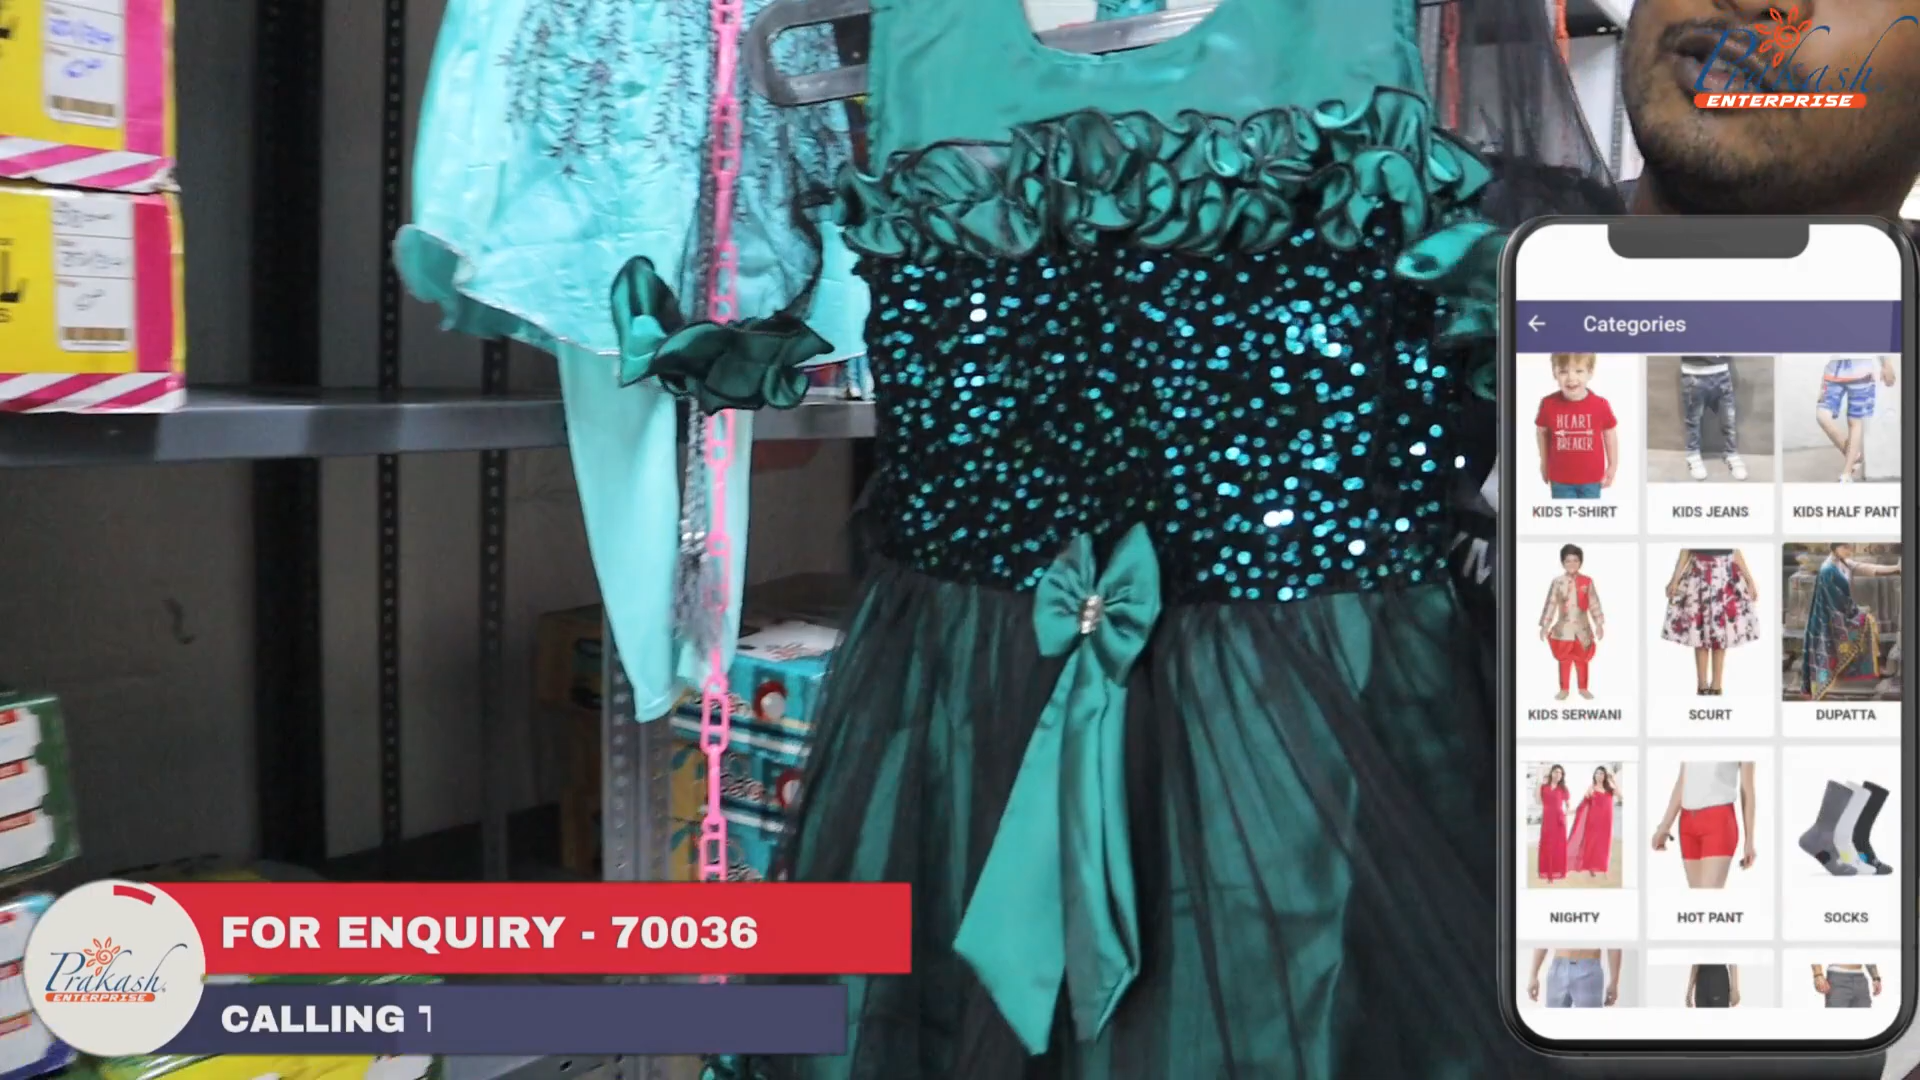 Prakash
ENTERPRISE
Categories
HEART
BREAKER
KIDS T-SHIRT
KIDS JEANS
KIDS HALF PANT
KIDS SERWANI
SCURT
DUPATTA
NIGHTY
HOT PANT
SOCKS
FOR ENQUIRY - 70036
CALLING
Prakash
ENTERPRISE